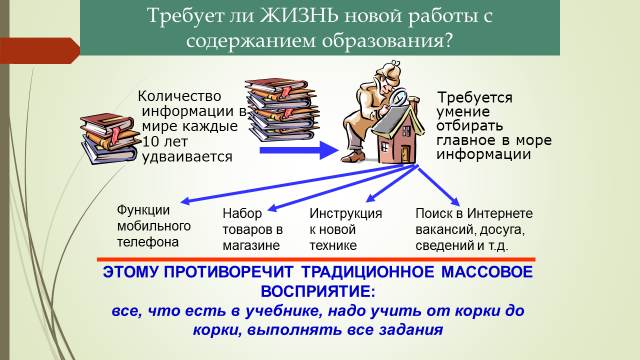 Требует ли ЖИЗНЬ новой работы с
содержанием образования?
Количество
информации в
мире каждые
10 лет
удваивается
Требуется
умение
отбирать
главное в море
информации
Функции
мобильного
телефона
Набор
товаров в
магазине
Инструкция
к новой
технике
Поиск в Интернете
вакансий, досуга,
сведений и т.д.
ЭТОМУ ПРОТИВОРЕЧИТ ТРАДИЦИОННОЕ МАССОВОЕ
ВОСПРИЯТИЕ:
все, что есть в учебнике, надо учить от корки до
корки, выполнять все задания